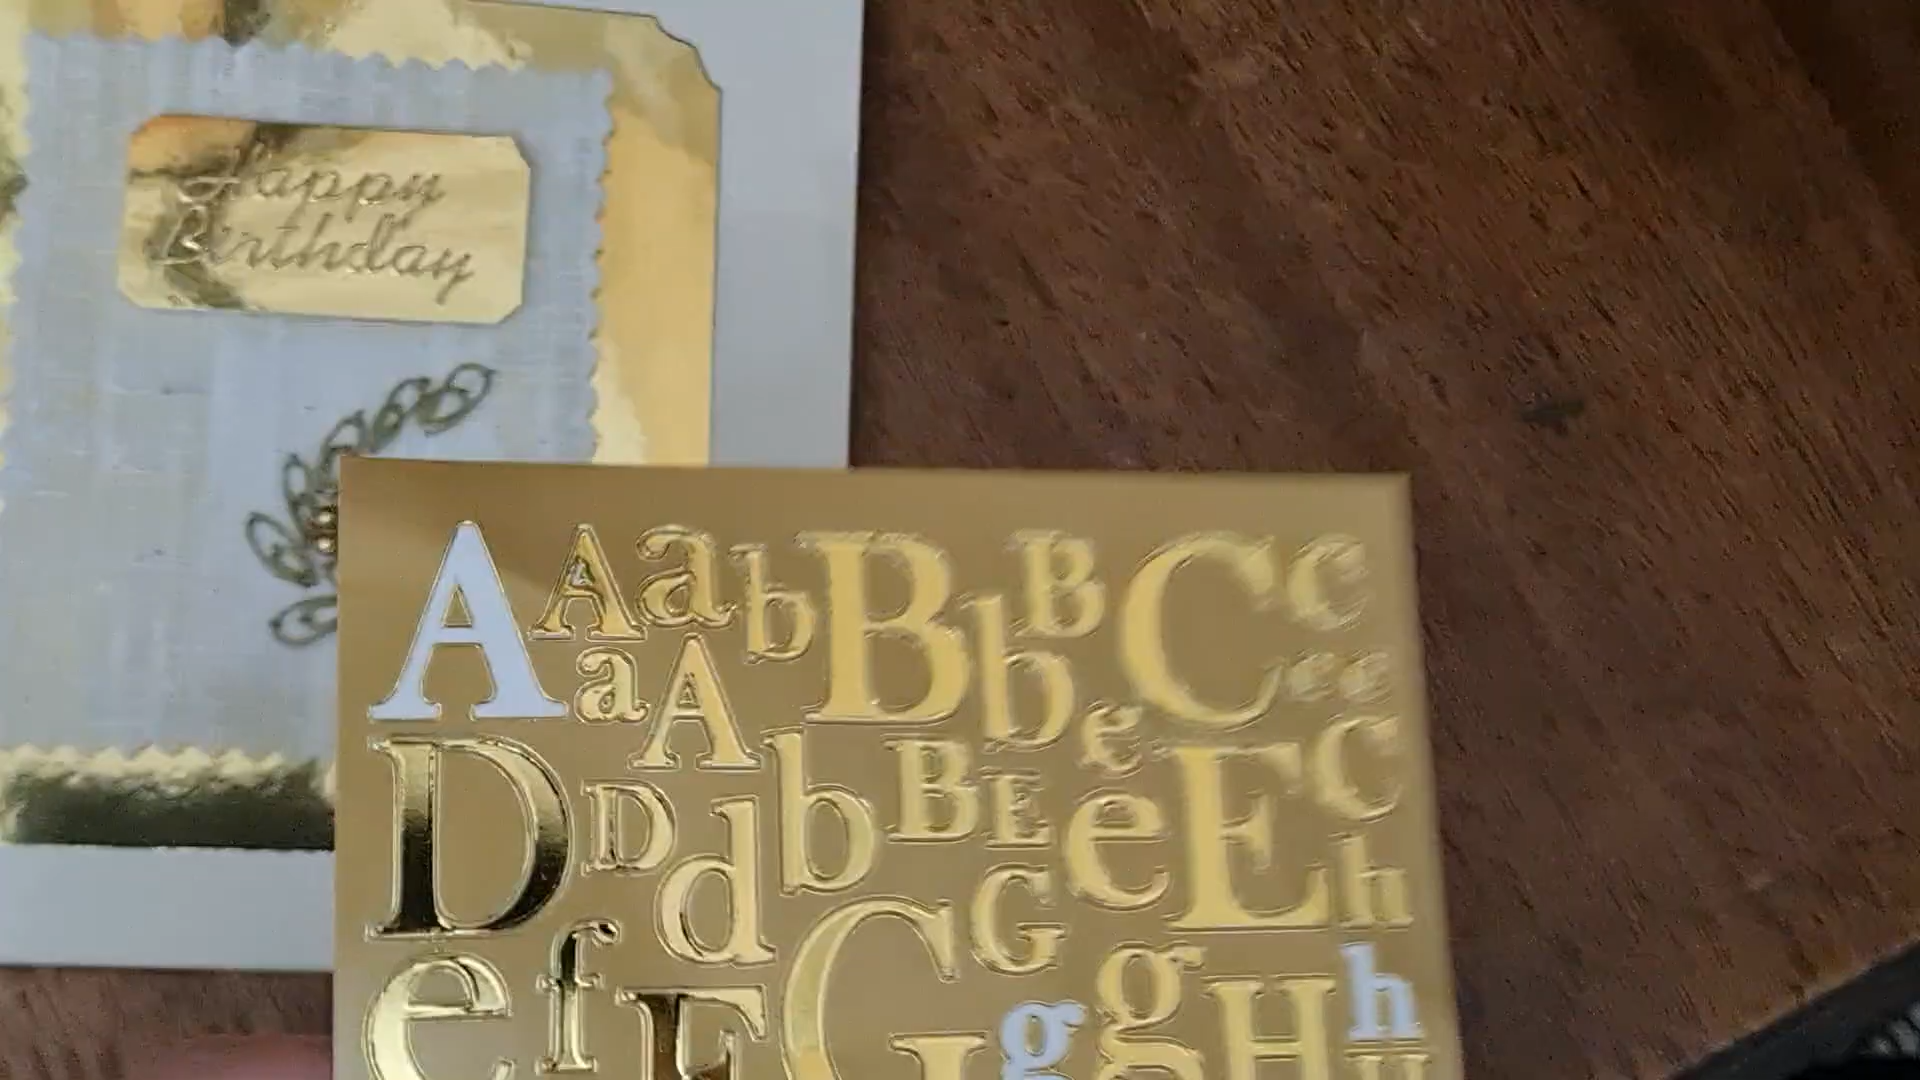 Happy
Birthday
A A a b B b B C c
a A e c c
D D d b B E e E C
e f F G G g g H h h